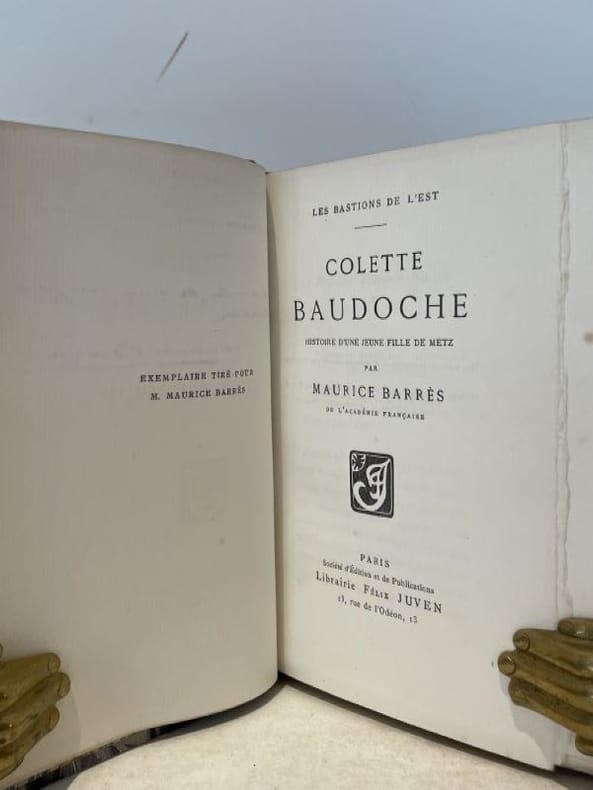 EXEMPLAIRE TIRÉ POUR
M. MAURICE BARRÈS
LES BASTIONS DE L'EST
COLETTE
BAUDOCHE
HISTOIRE D'UNE JEUNE FILLE DE METZ
PAR
MAURICE BARRÈS
DE L'ACADÉMIE FRANÇAISE
PARIS
Société d'Édition et de Publications
Librairie FÉLIX JUVEN
13, rue de l'Odéon, 13